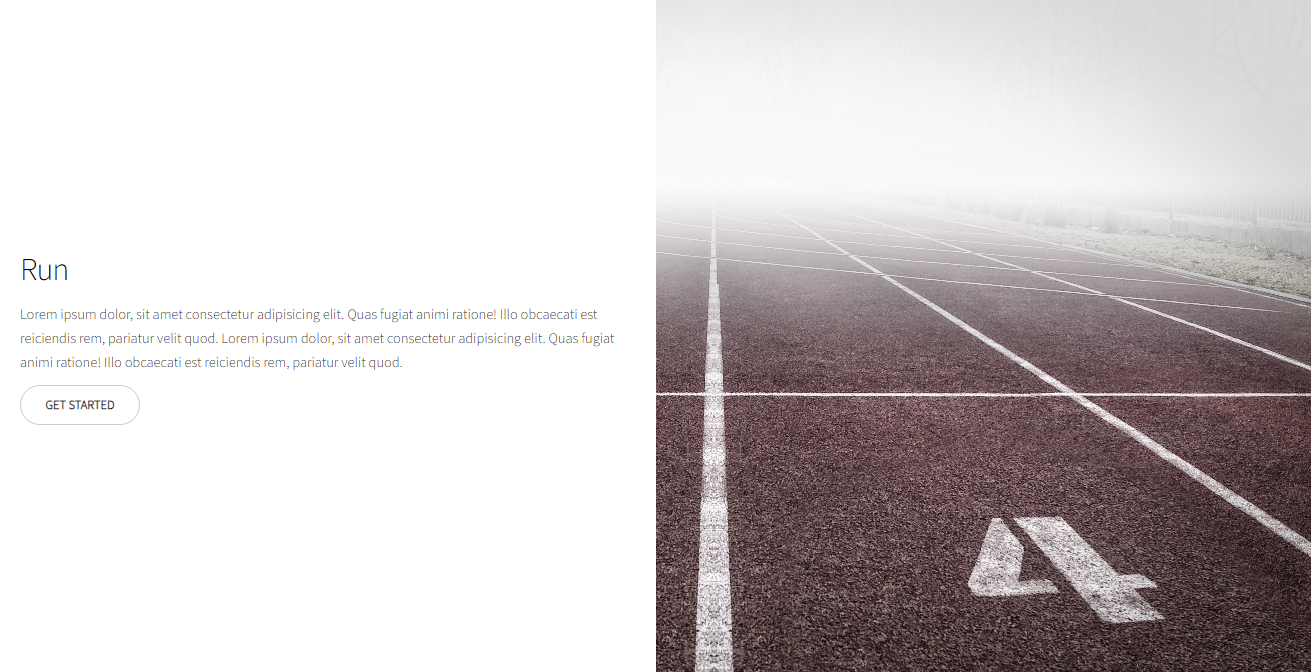 Run
Lorem ipsum dolor, sit amet consectetur adipisicing elit. Quas fugiat animi ratione! Illo obcaecati est
reiciendis rem, pariatur velit quod. Lorem ipsum dolor, sit amet consectetur adipisicing elit. Quas fugiat
animi ratione! Illo obcaecati est reiciendis rem, pariatur velit quod.
GET STARTED
4